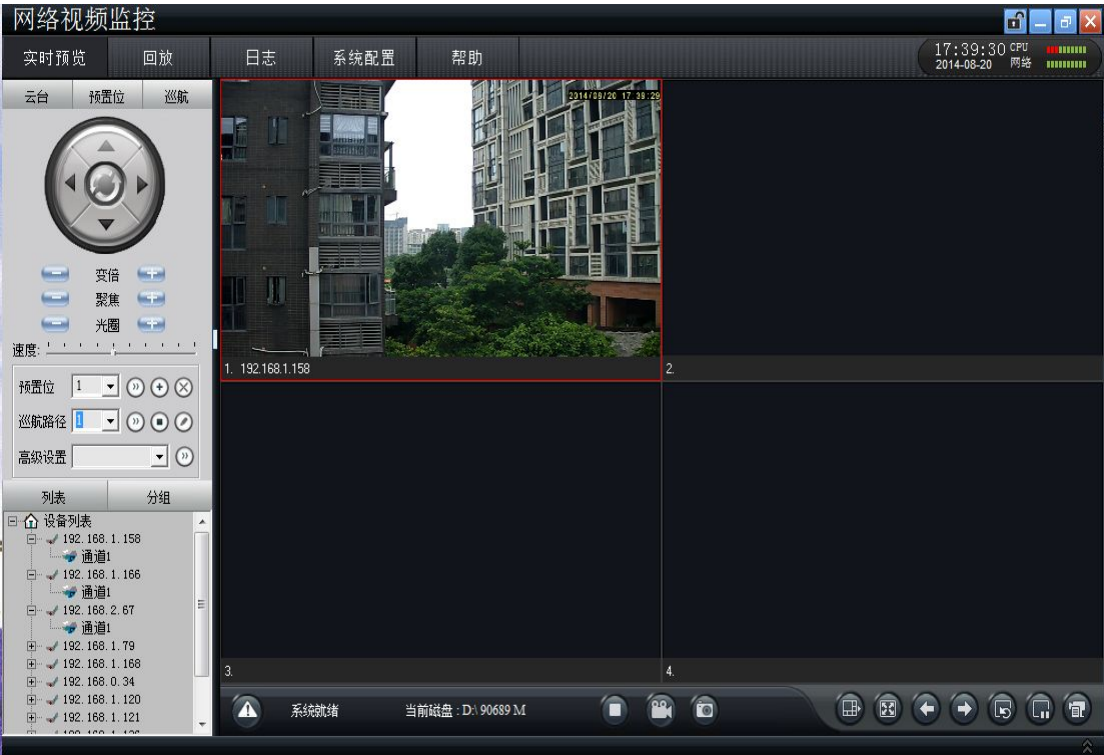 网络视频监控
实时预览 回放 日志 系统配置 帮助
17:39:30 CPU
2014-08-20 网络
云台 预置位 巡航
2014/08/20 17:39:29
变倍
聚焦
光圈
速度:
1. 192.168.1.158
2.
预置位 1
巡航路径 1
高级设置
列表 分组
设备列表
192.168.1.158
通道1
192.168.1.166
通道1
192.168.2.67
通道1
192.168.1.79
192.168.1.168
192.168.0.34
192.168.1.120
192.168.1.121
3.
4.
系统就绪 当前磁盘 : D:\ 90689 M